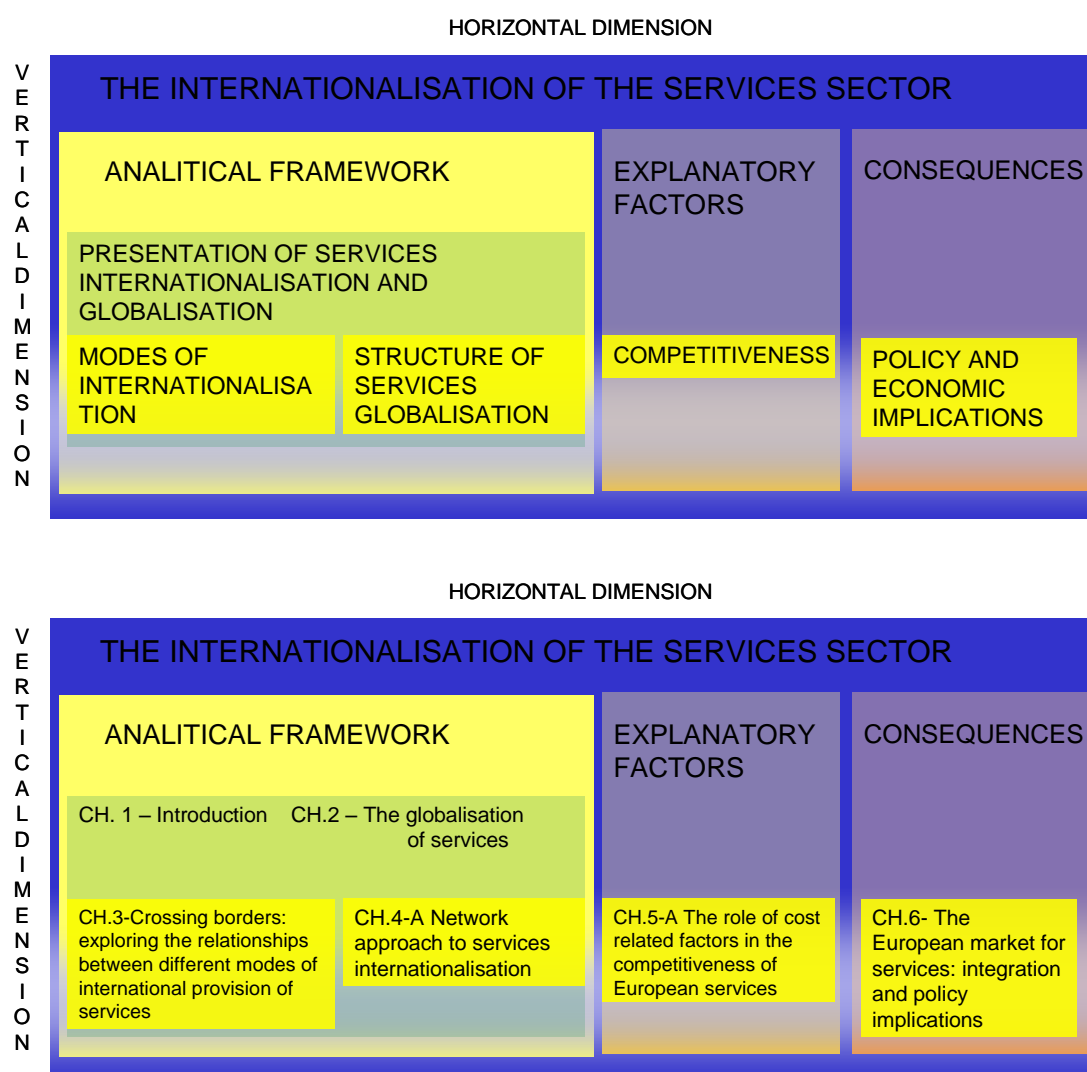 HORIZONTAL DIMENSION
VERTICAL DIMENSION
THE INTERNATIONALISATION OF THE SERVICES SECTOR
ANALITICAL FRAMEWORK
PRESENTATION OF SERVICES
INTERNATIONALISATION AND
GLOBALISATION
MODES OF
INTERNATIONALISA
TION
STRUCTURE OF
SERVICES
GLOBALISATION
EXPLANATORY
FACTORS
COMPETITIVENESS
CONSEQUENCES
POLICY AND
ECONOMIC
IMPLICATIONS
HORIZONTAL DIMENSION
VERTICAL DIMENSION
THE INTERNATIONALISATION OF THE SERVICES SECTOR
ANALITICAL FRAMEWORK
CH. 1 – Introduction CH.2 – The globalisation
of services
CH.3-Crossing borders:
exploring the relationships
between different modes of
international provision of
services
CH.4-A Network
approach to services
internationalisation
EXPLANATORY
FACTORS
CH.5-A The role of cost
related factors in the
competitiveness of
European services
CONSEQUENCES
CH.6- The
European market for
services: integration
and policy
implications